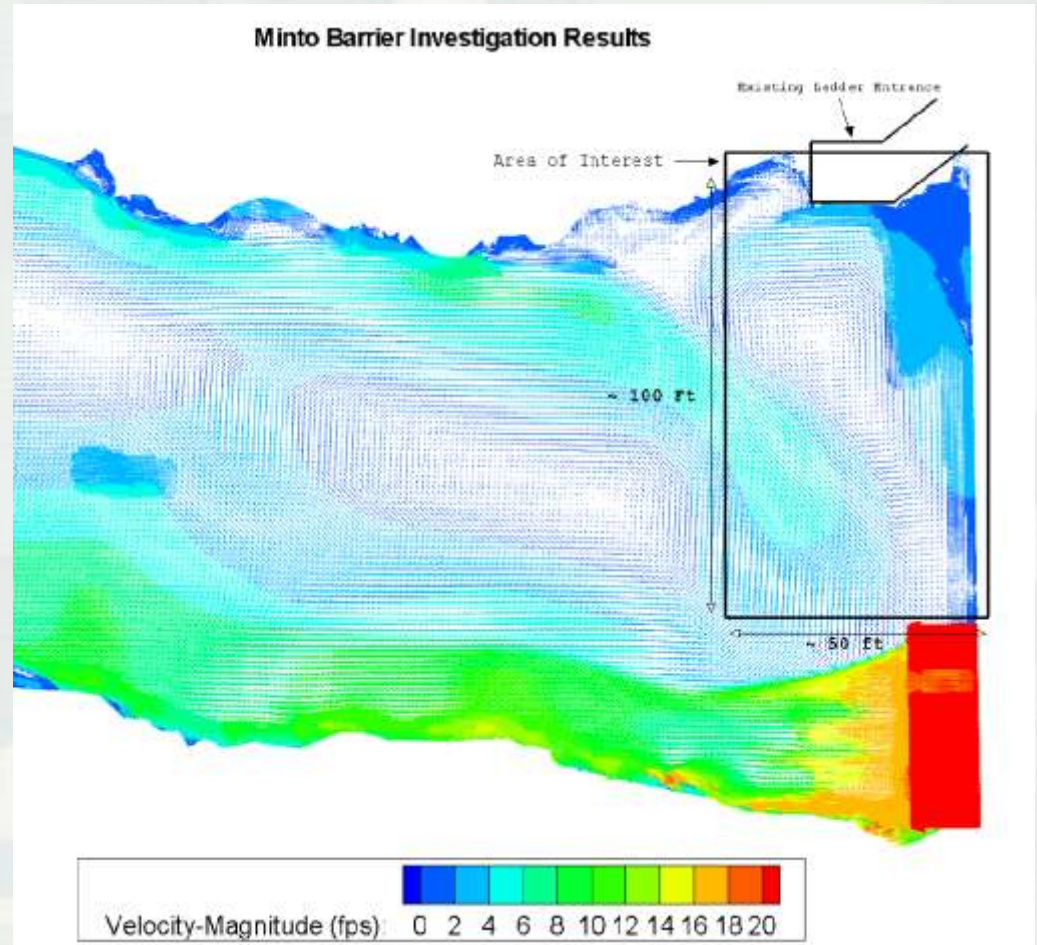 Minto Barrier Investigation Results
Existing Ladder Entrance
Area of Interest
~ 100 Ft
~ 50 ft
Velocity-Magnitude (fps)
0 2 4 6 8 10 12 14 16 18 20